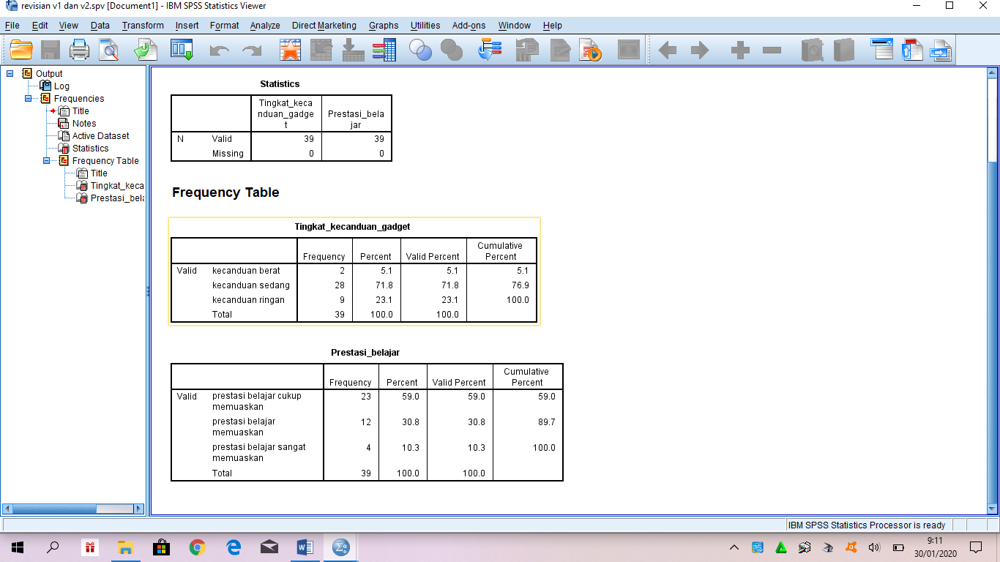 revisian v1 dan v2.spv [Document1] - IBM SPSS Statistics Viewer
File Edit View Data Transform Insert Format Analyze Direct Marketing Graphs Utilities Add-ons Window Help
Output
Log
Frequencies
Title
Notes
Active Dataset
Statistics
Frequency Table
Title
Tingkat_keca
Prestasi_bela
Statistics
Tingkat_keca
nduan_gadge
t
Prestasi_bela
jar
N Valid 39 39
Missing 0 0
Frequency Table
Tingkat_kecanduan_gadget
Frequency Percent Valid Percent Cumulative
Percent
Valid kecanduan berat 2 5.1 5.1 5.1
kecanduan sedang 28 71.8 71.8 76.9
kecanduan ringan 9 23.1 23.1 100.0
Total 39 100.0 100.0
Prestasi_belajar
Frequency Percent Valid Percent Cumulative
Percent
Valid prestasi belajar cukup
memuaskan 23 59.0 59.0 59.0
prestasi belajar
memuaskan 12 30.8 30.8 89.7
prestasi belajar sangat
memuaskan 4 10.3 10.3 100.0
Total 39 100.0 100.0
IBM SPSS Statistics Processor is ready
9:11
30/01/2020